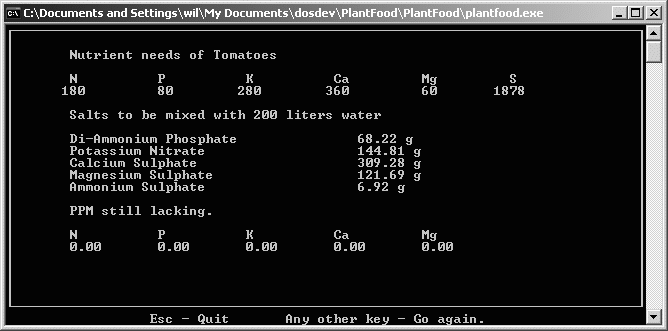 C:\Documents and Settings\wil\My Documents\dosdev\PlantFood\PlantFood\plantfood.exe
Nutrient needs of Tomatoes
N P K Ca Mg S
180 80 280 360 60 1878
Salts to be mixed with 200 liters water
Di-Ammonium Phosphate 68.22 g
Potassium Nitrate 144.81 g
Calcium Sulphate 309.28 g
Magnesium Sulphate 121.69 g
Ammonium Sulphate 6.92 g
PPM still lacking.
N P K Ca Mg
0.00 0.00 0.00 0.00 0.00
Esc - Quit Any other key - Go again.